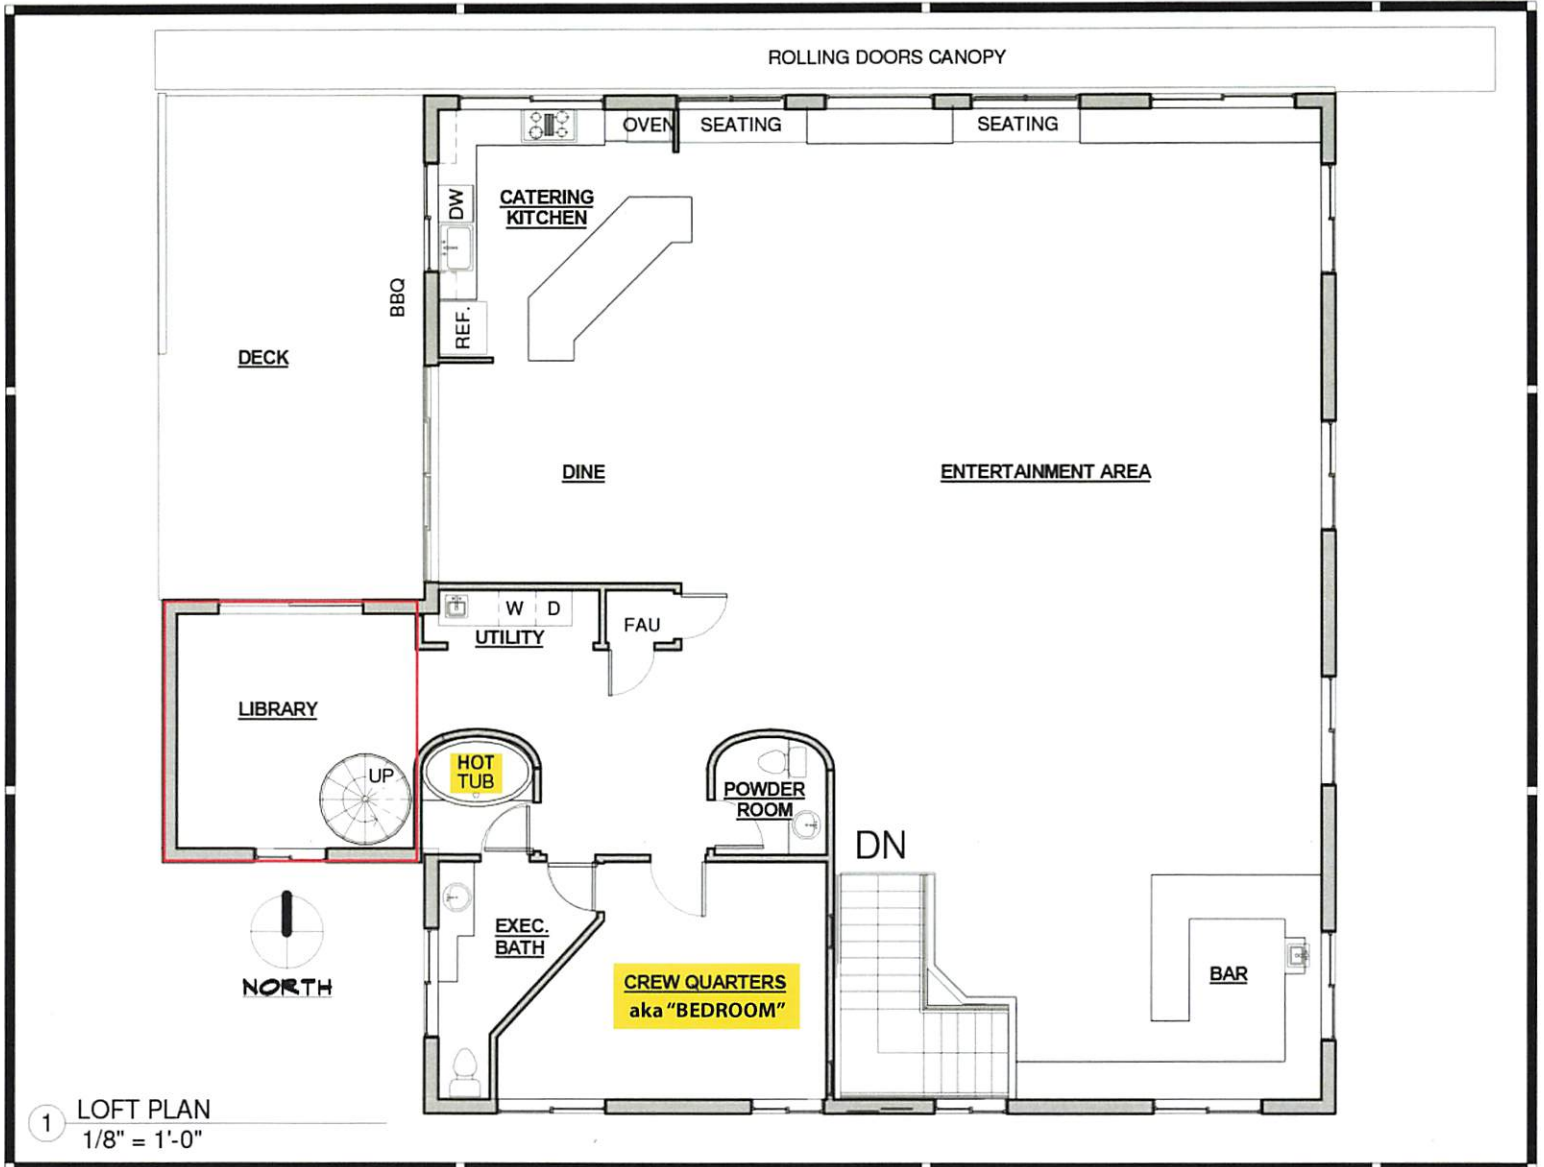 ROLLING DOORS CANOPY
OVEN
SEATING
SEATING
DW
CATERING
KITCHEN
BBQ
REF.
DECK
DINE
ENTERTAINMENT AREA
W D
FAU
UTILITY
LIBRARY
UP
HOT
TUB
POWDER
ROOM
DN
EXEC.
BATH
CREW QUARTERS
aka “BEDROOM”
BAR
NORTH
1
LOFT PLAN
1/8" = 1'-0"